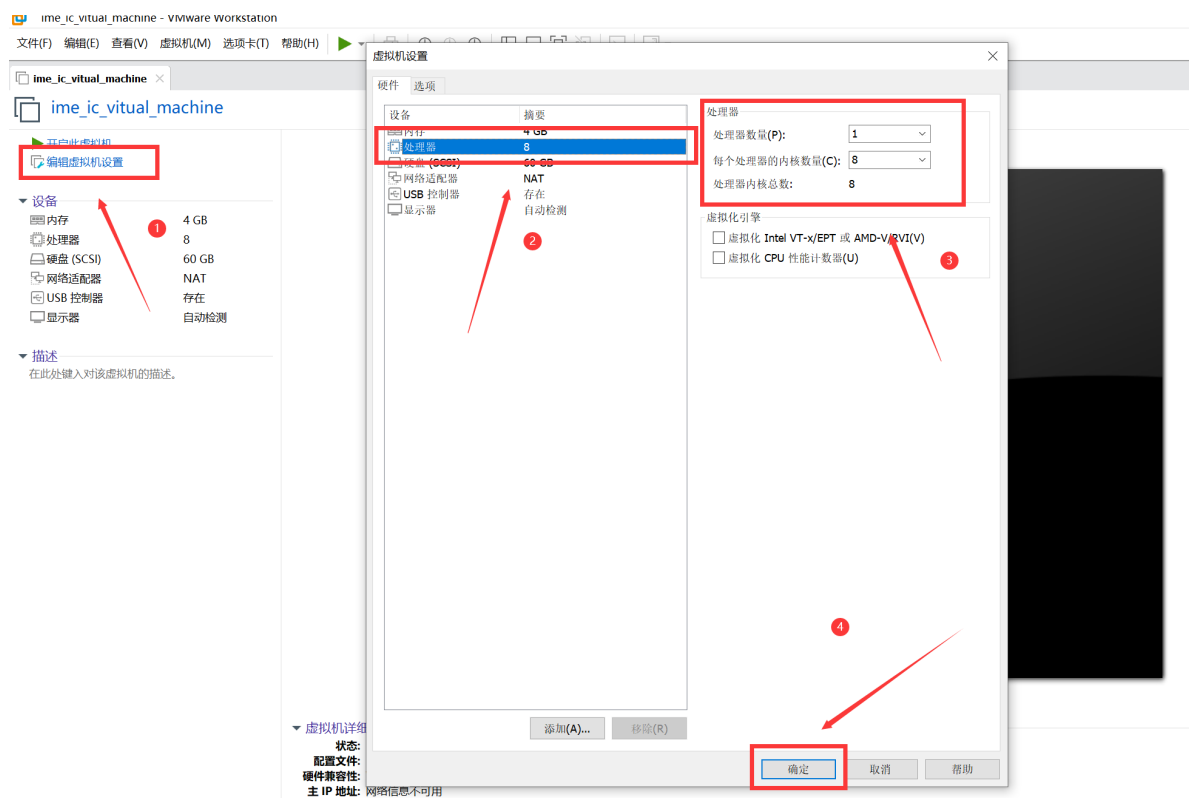 ime_ic_vitual_machine - VMware Workstation
文件(F) 编辑(E) 查看(V) 虚拟机(M) 选项卡(T) 帮助(H)
ime_ic_vitual_machine
ime_ic_vitual_machine
开启此虚拟机
编辑虚拟机设置
设备
内存 4 GB
处理器 8
硬盘 (SCSI) 60 GB
网络适配器 NAT
USB 控制器 存在
显示器 自动检测
描述
在此处键入对该虚拟机的描述。
1
虚拟机设置
硬件 选项
设备 摘要
内存 4 GB
处理器 8
硬盘 (SCSI) 60 GB
网络适配器 NAT
USB 控制器 存在
显示器 自动检测
2
处理器
处理器数量(P): 1
每个处理器的内核数量(C): 8
处理器内核总数: 8
虚拟化引擎
虚拟化 Intel VT-x/EPT 或 AMD-V/RVI(V)
虚拟化 CPU 性能计数器(U)
3
4
添加(A)... 移除(R)
确定 取消 帮助
虚拟机详细
状态:
配置文件:
硬件兼容性:
主 IP 地址: 网络信息不可用